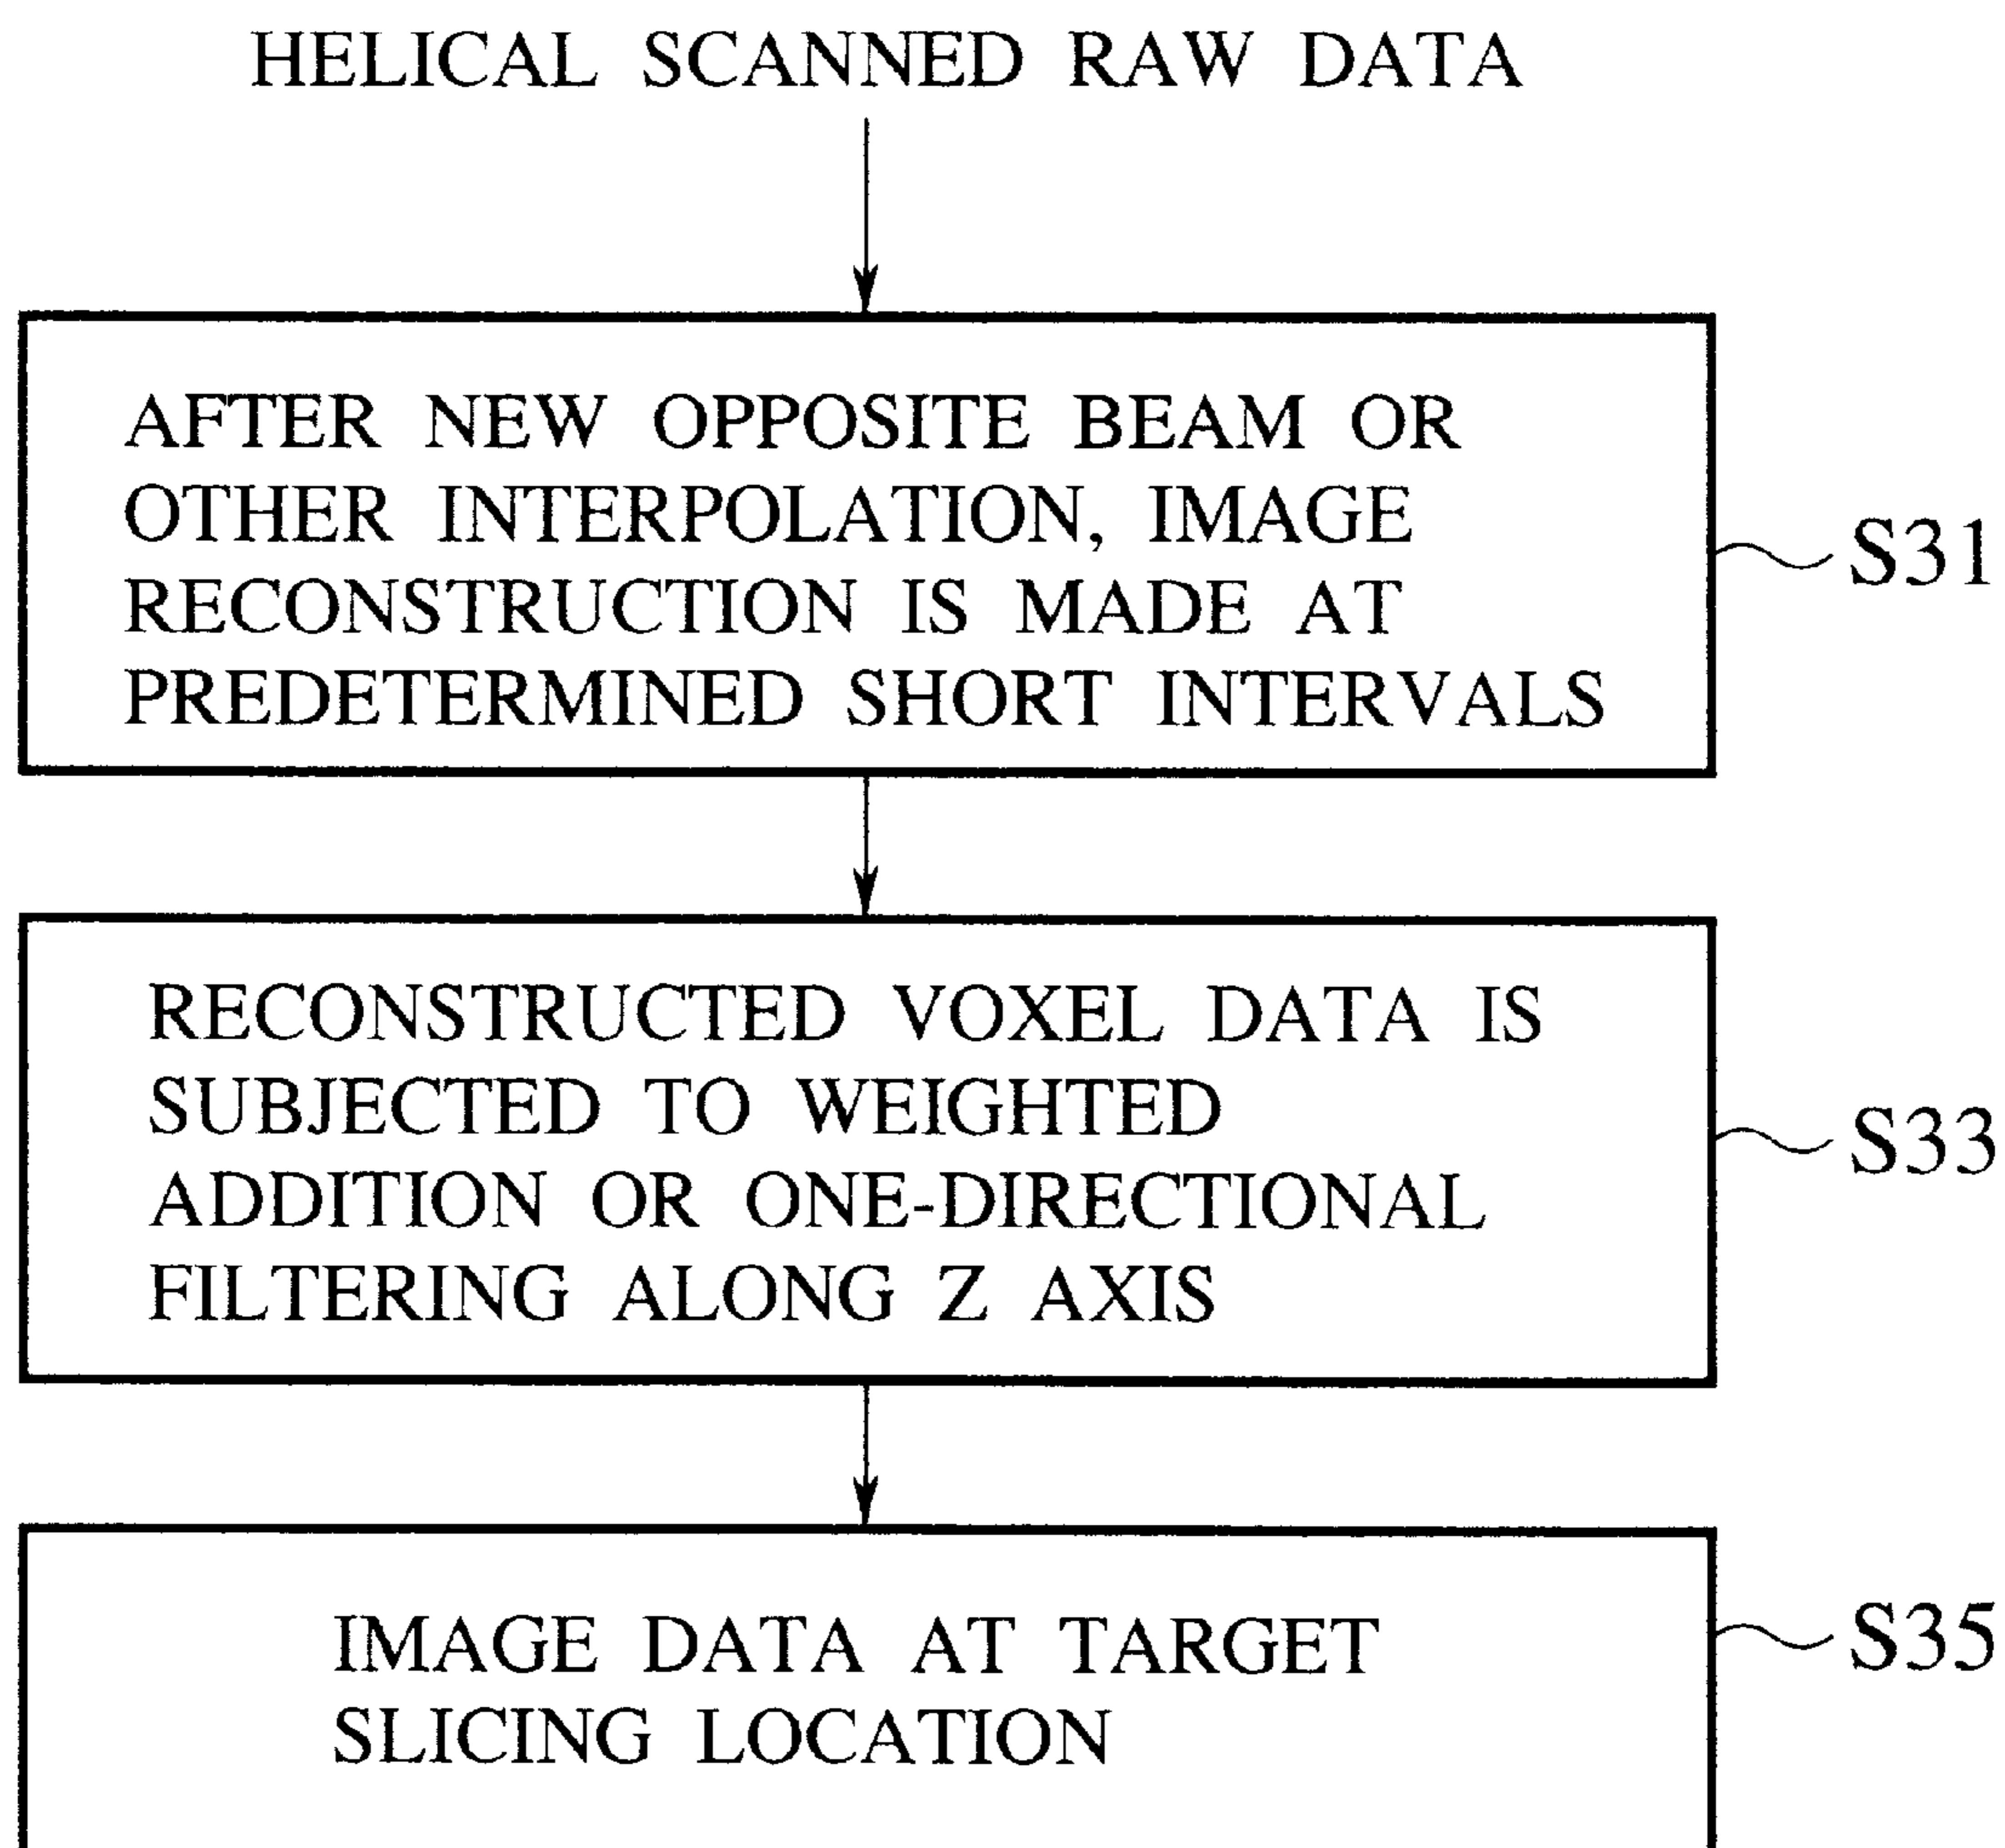 HELICAL SCANNED RAW DATA
AFTER NEW OPPOSITE BEAM OR
OTHER INTERPOLATION, IMAGE
RECONSTRUCTION IS MADE AT
PREDETERMINED SHORT INTERVALS
S31
RECONSTRUCTED VOXEL DATA IS
SUBJECTED TO WEIGHTED
ADDITION OR ONE-DIRECTIONAL
FILTERING ALONG Z AXIS
S33
IMAGE DATA AT TARGET
SLICING LOCATION
S35